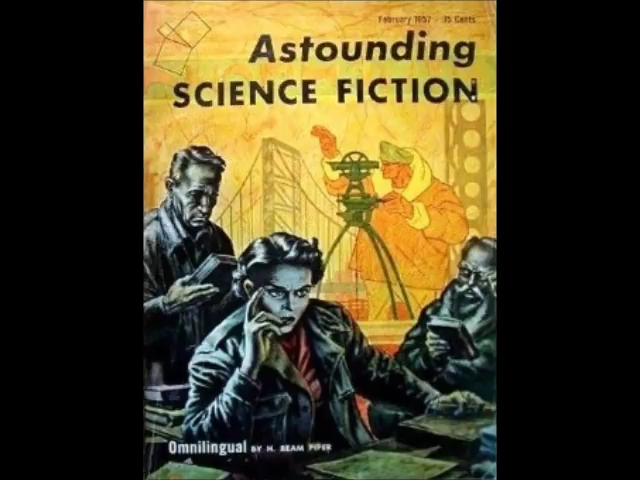 February 1957 · 35 Cents
Astounding
SCIENCE FICTION
Omnilingual BY H. BEAM PIPER